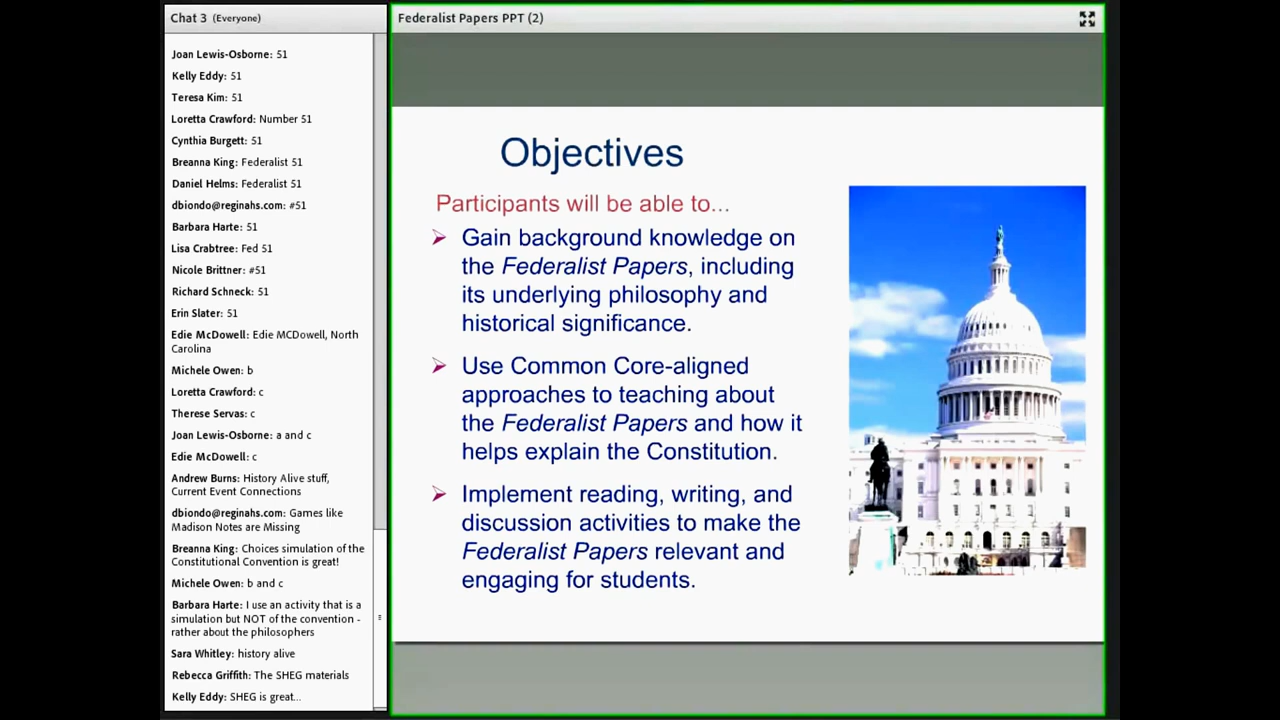 Chat 3 (Everyone)
Joan Lewis-Osborne: 51
Kelly Eddy: 51
Teresa Kim: 51
Loretta Crawford: Number 51
Cynthia Burgett: 51
Breanna King: Federalist 51
Daniel Helms: Federalist 51
dbiondo@reginahs.com: #51
Barbara Harte: 51
Lisa Crabtree: Fed 51
Nicole Brittner: #51
Richard Schneck: 51
Erin Slater: 51
Edie McDowell: Edie MCDowell, North
Carolina
Michele Owen: b
Loretta Crawford: c
Therese Servas: c
Joan Lewis-Osborne: a and c
Edie McDowell: c
Andrew Burns: History Alive stuff,
Current Event Connections
dbiondo@reginahs.com: Games like
Madison Notes are Missing
Breanna King: Choices simulation of the
Constitutional Convention is great!
Michele Owen: b and c
Barbara Harte: I use an activity that is a
simulation but NOT of the convention -
rather about the philosophers
Sara Whitley: history alive
Rebecca Griffith: The SHEG materials
Kelly Eddy: SHEG is great...
Federalist Papers PPT (2)
Objectives
Participants will be able to...
Gain background knowledge on
the Federalist Papers, including
its underlying philosophy and
historical significance.
Use Common Core-aligned
approaches to teaching about
the Federalist Papers and how it
helps explain the Constitution.
Implement reading, writing, and
discussion activities to make the
Federalist Papers relevant and
engaging for students.